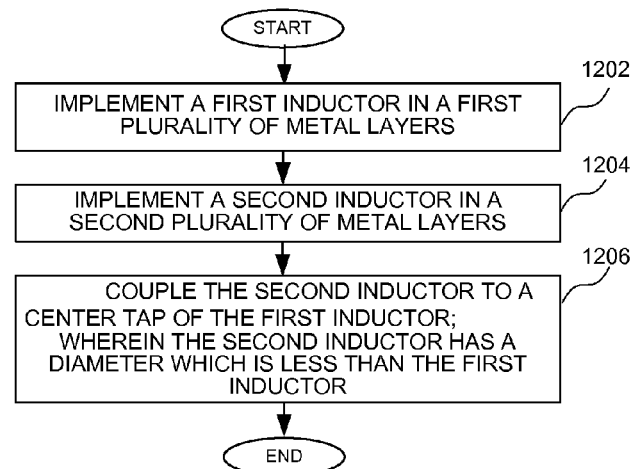 START
1202
IMPLEMENT A FIRST INDUCTOR IN A FIRST
PLURALITY OF METAL LAYERS
1204
IMPLEMENT A SECOND INDUCTOR IN A
SECOND PLURALITY OF METAL LAYERS
1206
COUPLE THE SECOND INDUCTOR TO A
CENTER TAP OF THE FIRST INDUCTOR;
WHEREIN THE SECOND INDUCTOR HAS A
DIAMETER WHICH IS LESS THAN THE FIRST
INDUCTOR
END